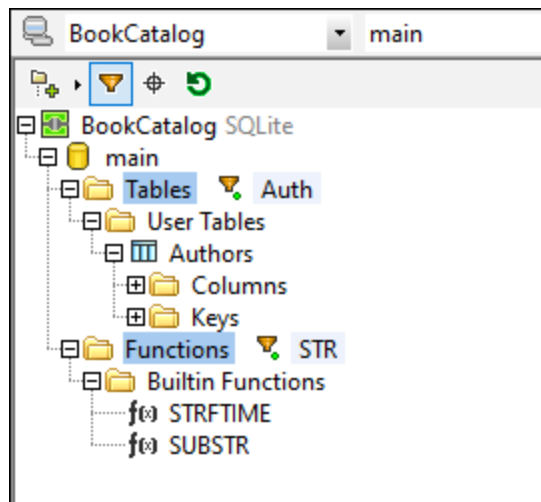 BookCatalog main
BookCatalog SQLite
main
Tables Auth
User Tables
Authors
Columns
Keys
Functions STR
Builtin Functions
f(x) STRFTIME
f(x) SUBSTR